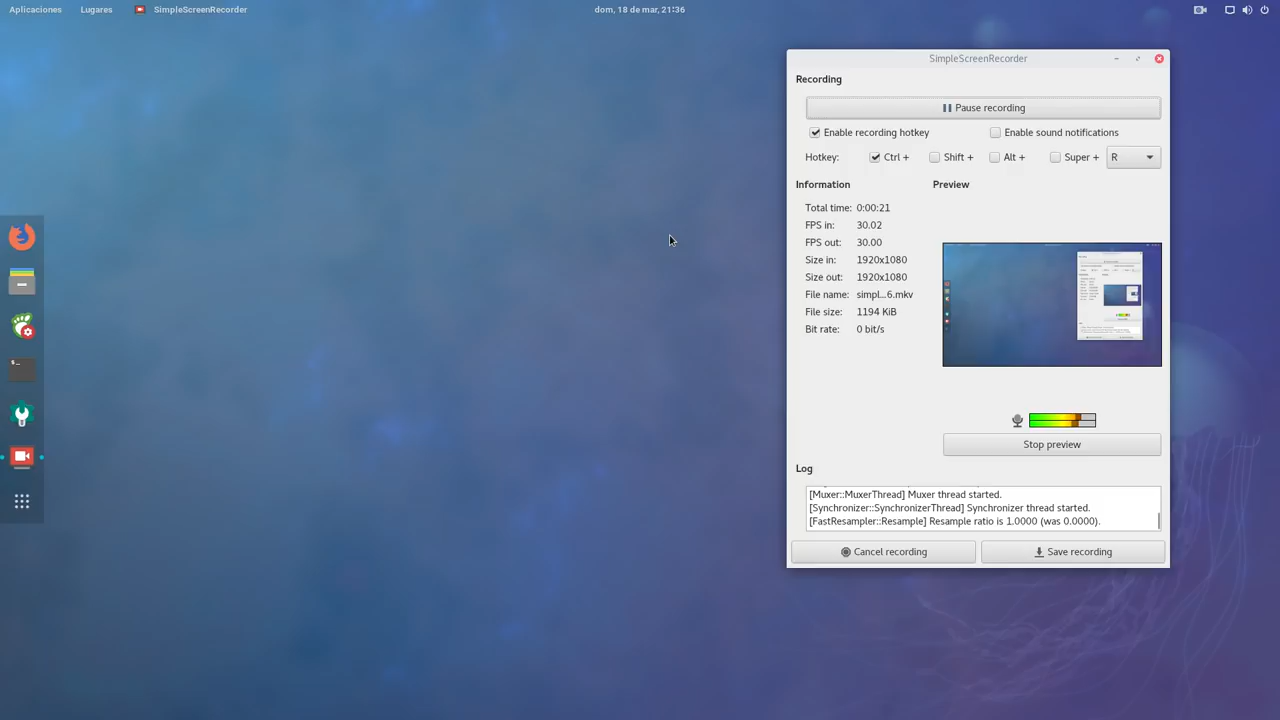 Aplicaciones Lugares SimpleScreenRecorder dom, 18 de mar, 21:36
SimpleScreenRecorder
Recording
Pause recording
Enable recording hotkey Enable sound notifications
Hotkey: Ctrl + Shift + Alt + Super + R
Information Preview
Total time: 0:00:21
FPS in: 30.02
FPS out: 30.00
Size in: 1920x1080
Size out: 1920x1080
File name: simpl...6.mkv
File size: 1194 KiB
Bit rate: 0 bit/s
Stop preview
Log
[Muxer::MuxerThread] Muxer thread started.
[Synchronizer::SynchronizerThread] Synchronizer thread started.
[FastResampler::Resample] Resample ratio is 1.0000 (was 0.0000).
Cancel recording Save recording